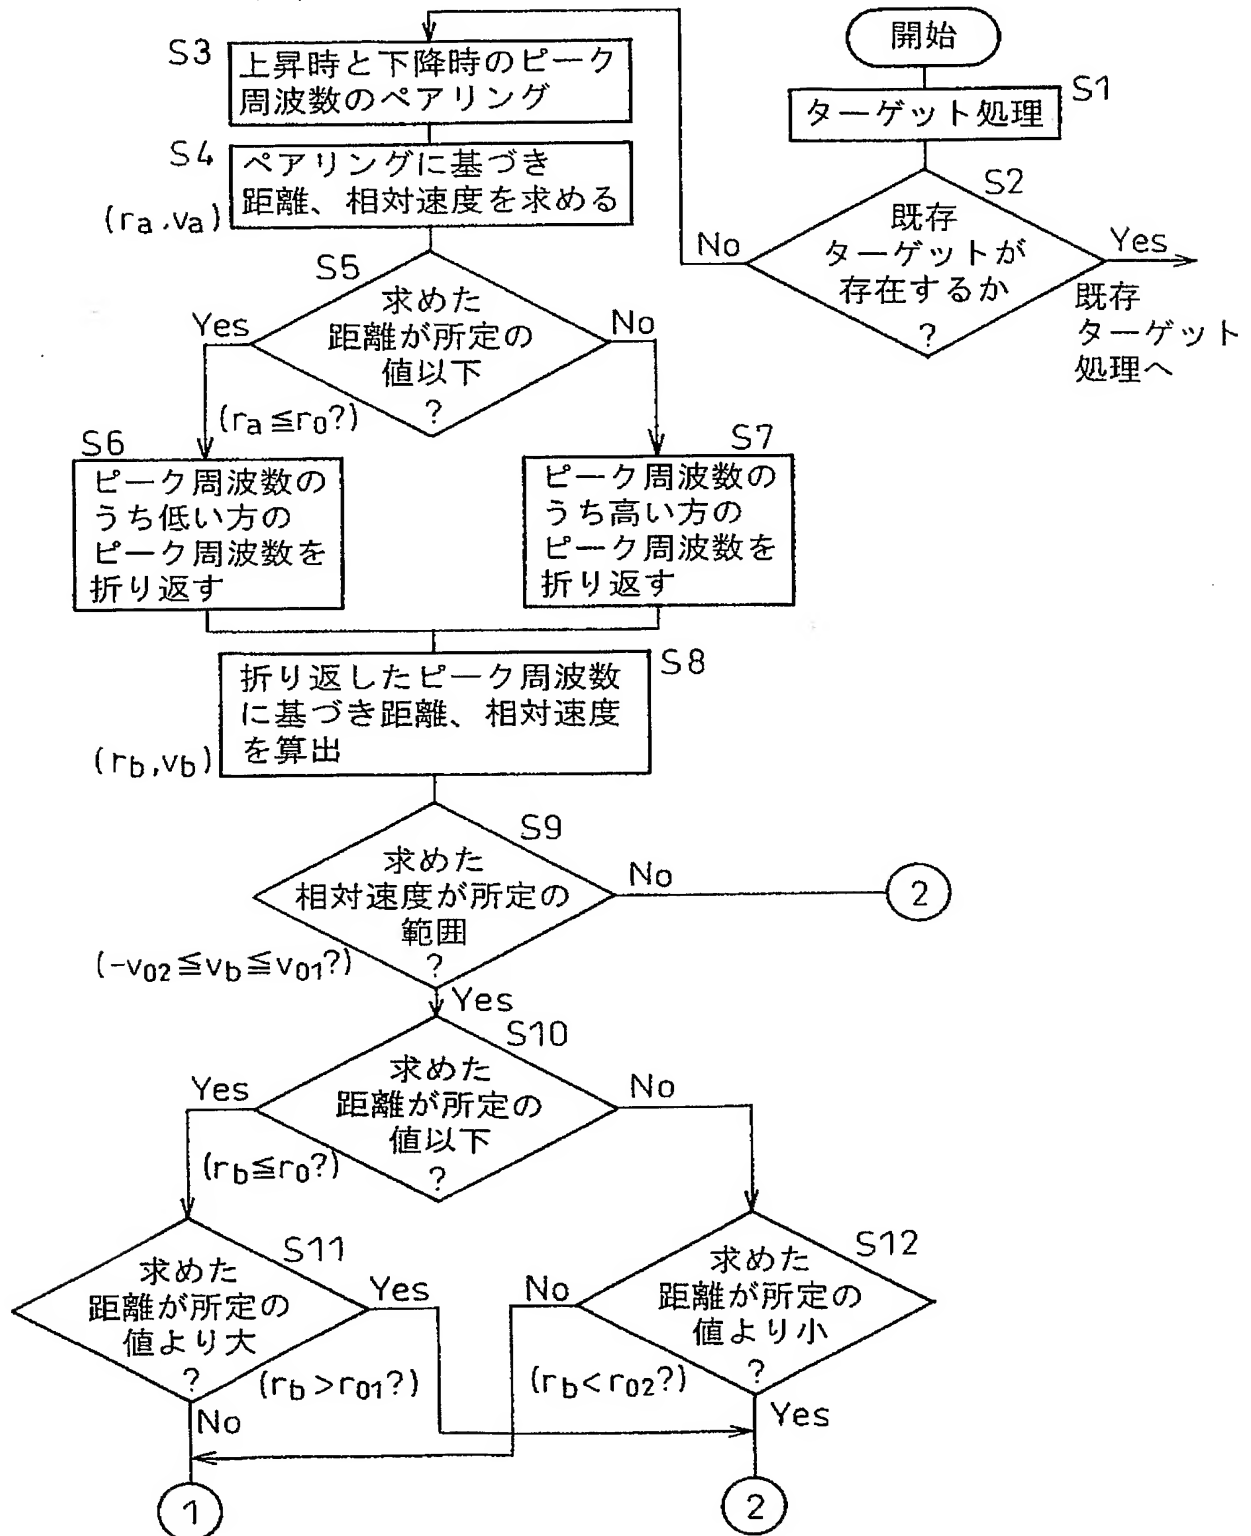 開始
S1
ターゲット処理
S2
既存
ターゲットが
存在するか
?
No
Yes
既存
ターゲット
処理へ
S3
上昇時と下降時のピーク
周波数のペアリング
S4
ペアリングに基づき
距離、相対速度を求める
(ra,va)
S5
求めた
距離が所定の
値以下
?
Yes
No
(ra≦r0?)
S6
ピーク周波数の
うち低い方の
ピーク周波数を
折り返す
S7
ピーク周波数の
うち高い方の
ピーク周波数を
折り返す
S8
折り返したピーク周波数
に基づき距離、相対速度
を算出
(rb,vb)
S9
求めた
相対速度が所定の
範囲
?
No
2
(-v02≦vb≦v01?)
Yes
S10
求めた
距離が所定の
値以下
?
Yes
No
(rb≦r0?)
S11
求めた
距離が所定の
値より大
?
Yes
(rb>r01?)
No
1
S12
求めた
距離が所定の
値より小
?
No
(rb<r02?)
Yes
2